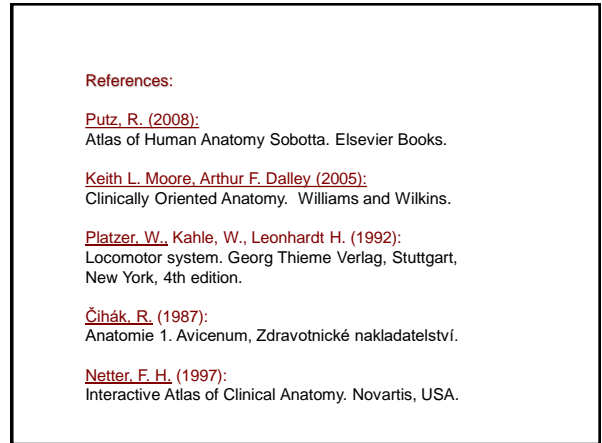 References:
Putz, R. (2008):
Atlas of Human Anatomy Sobotta. Elsevier Books.
Keith L. Moore, Arthur F. Dalley (2005):
Clinically Oriented Anatomy.  Williams and Wilkins.
Platzer, W., Kahle, W., Leonhardt H. (1992):
Locomotor system. Georg Thieme Verlag, Stuttgart,
New York, 4th edition.
Čihák, R. (1987):
Anatomie 1. Avicenum, Zdravotnické nakladatelství.
Netter, F. H. (1997):
Interactive Atlas of Clinical Anatomy. Novartis, USA.